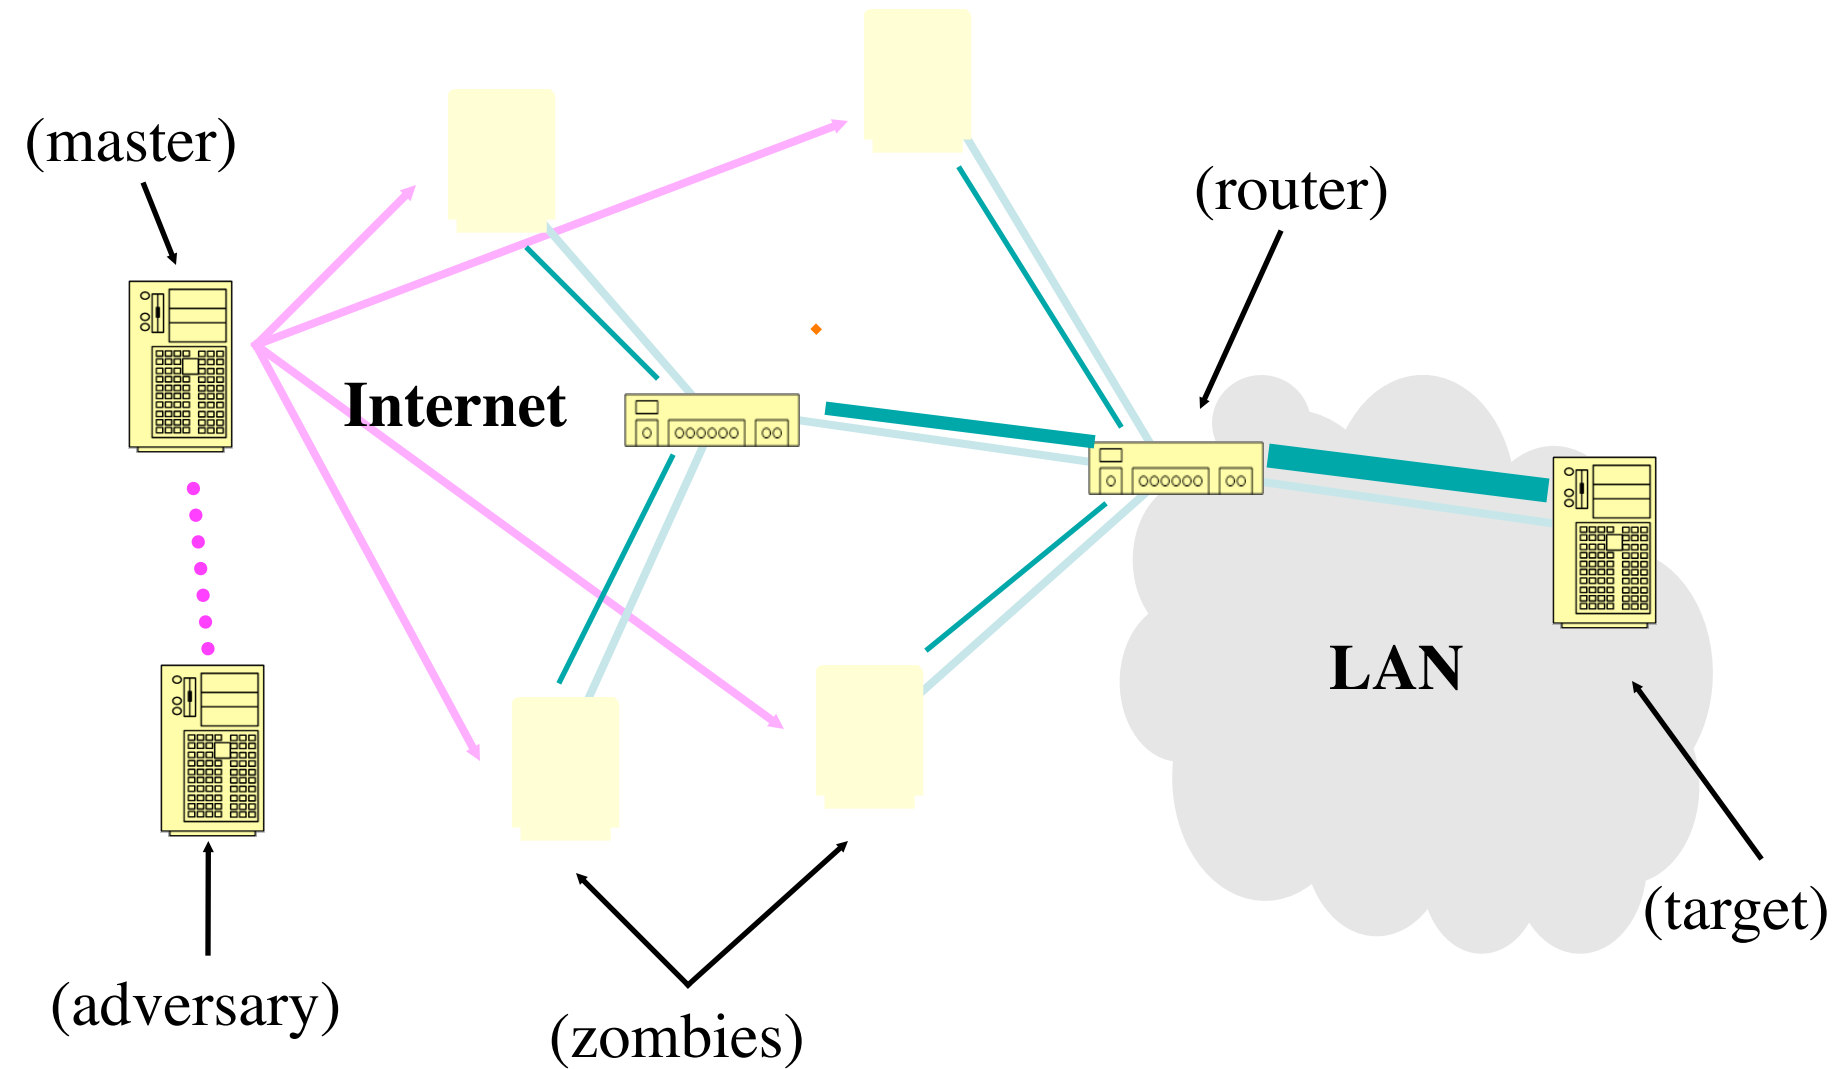 (master)
(router)
Internet
LAN
(target)
(adversary)
(zombies)